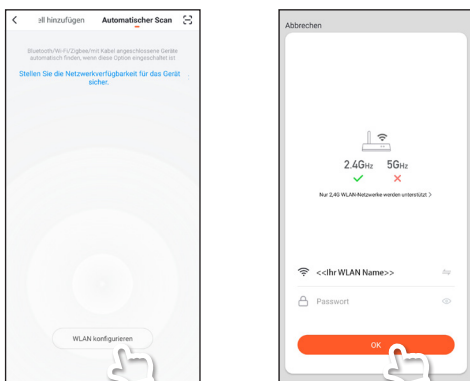 ell hinzufügen Automatischer Scan
Bluetooth/Wi-Fi/Zigbee/mit Kabel angeschlossene Geräte
automatisch finden, wenn diese Option eingeschaltet ist
Stellen Sie die Netzwerkverfügbarkeit für das Gerät
sicher.
WLAN konfigurieren
Abbrechen
2.4GHz 5GHz
Nur 2,4G WLAN-Netzwerke werden unterstützt >
<<Ihr WLAN Name>>
Passwort
OK